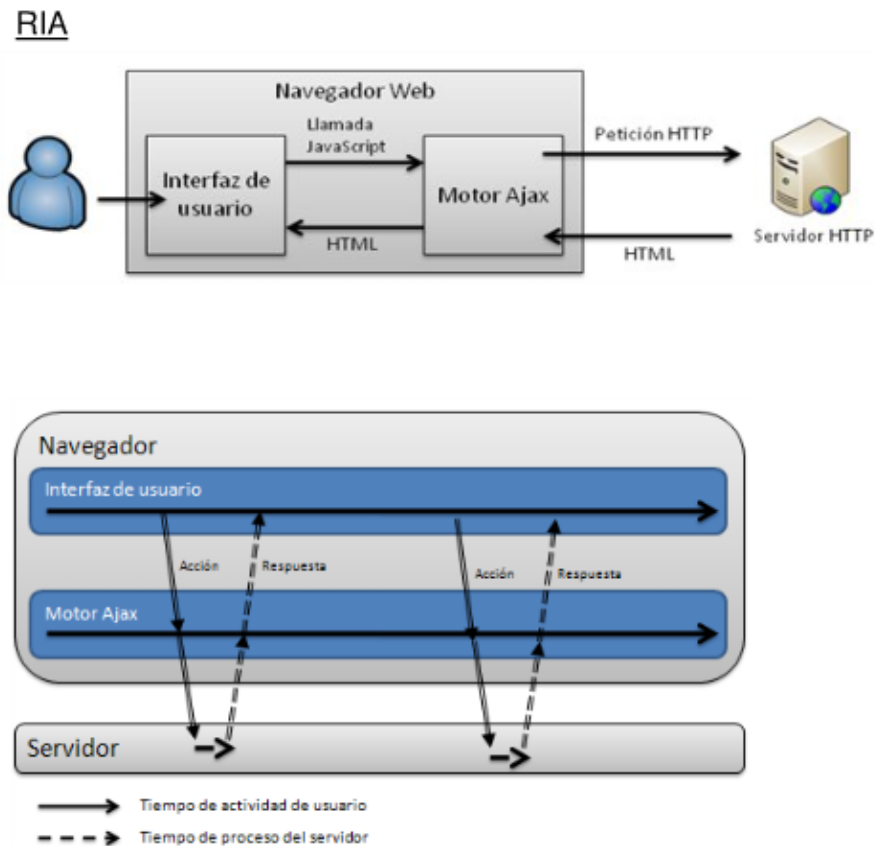 RIA
Navegador Web
Llamada
JavaScript
Petición HTTP
Interfaz de
usuario
Motor Ajax
HTML
HTML
Servidor HTTP
Navegador
Interfaz de usuario
Acción
Respuesta
Acción
Respuesta
Motor Ajax
Servidor
Tiempo de actividad de usuario
Tiempo de proceso del servidor